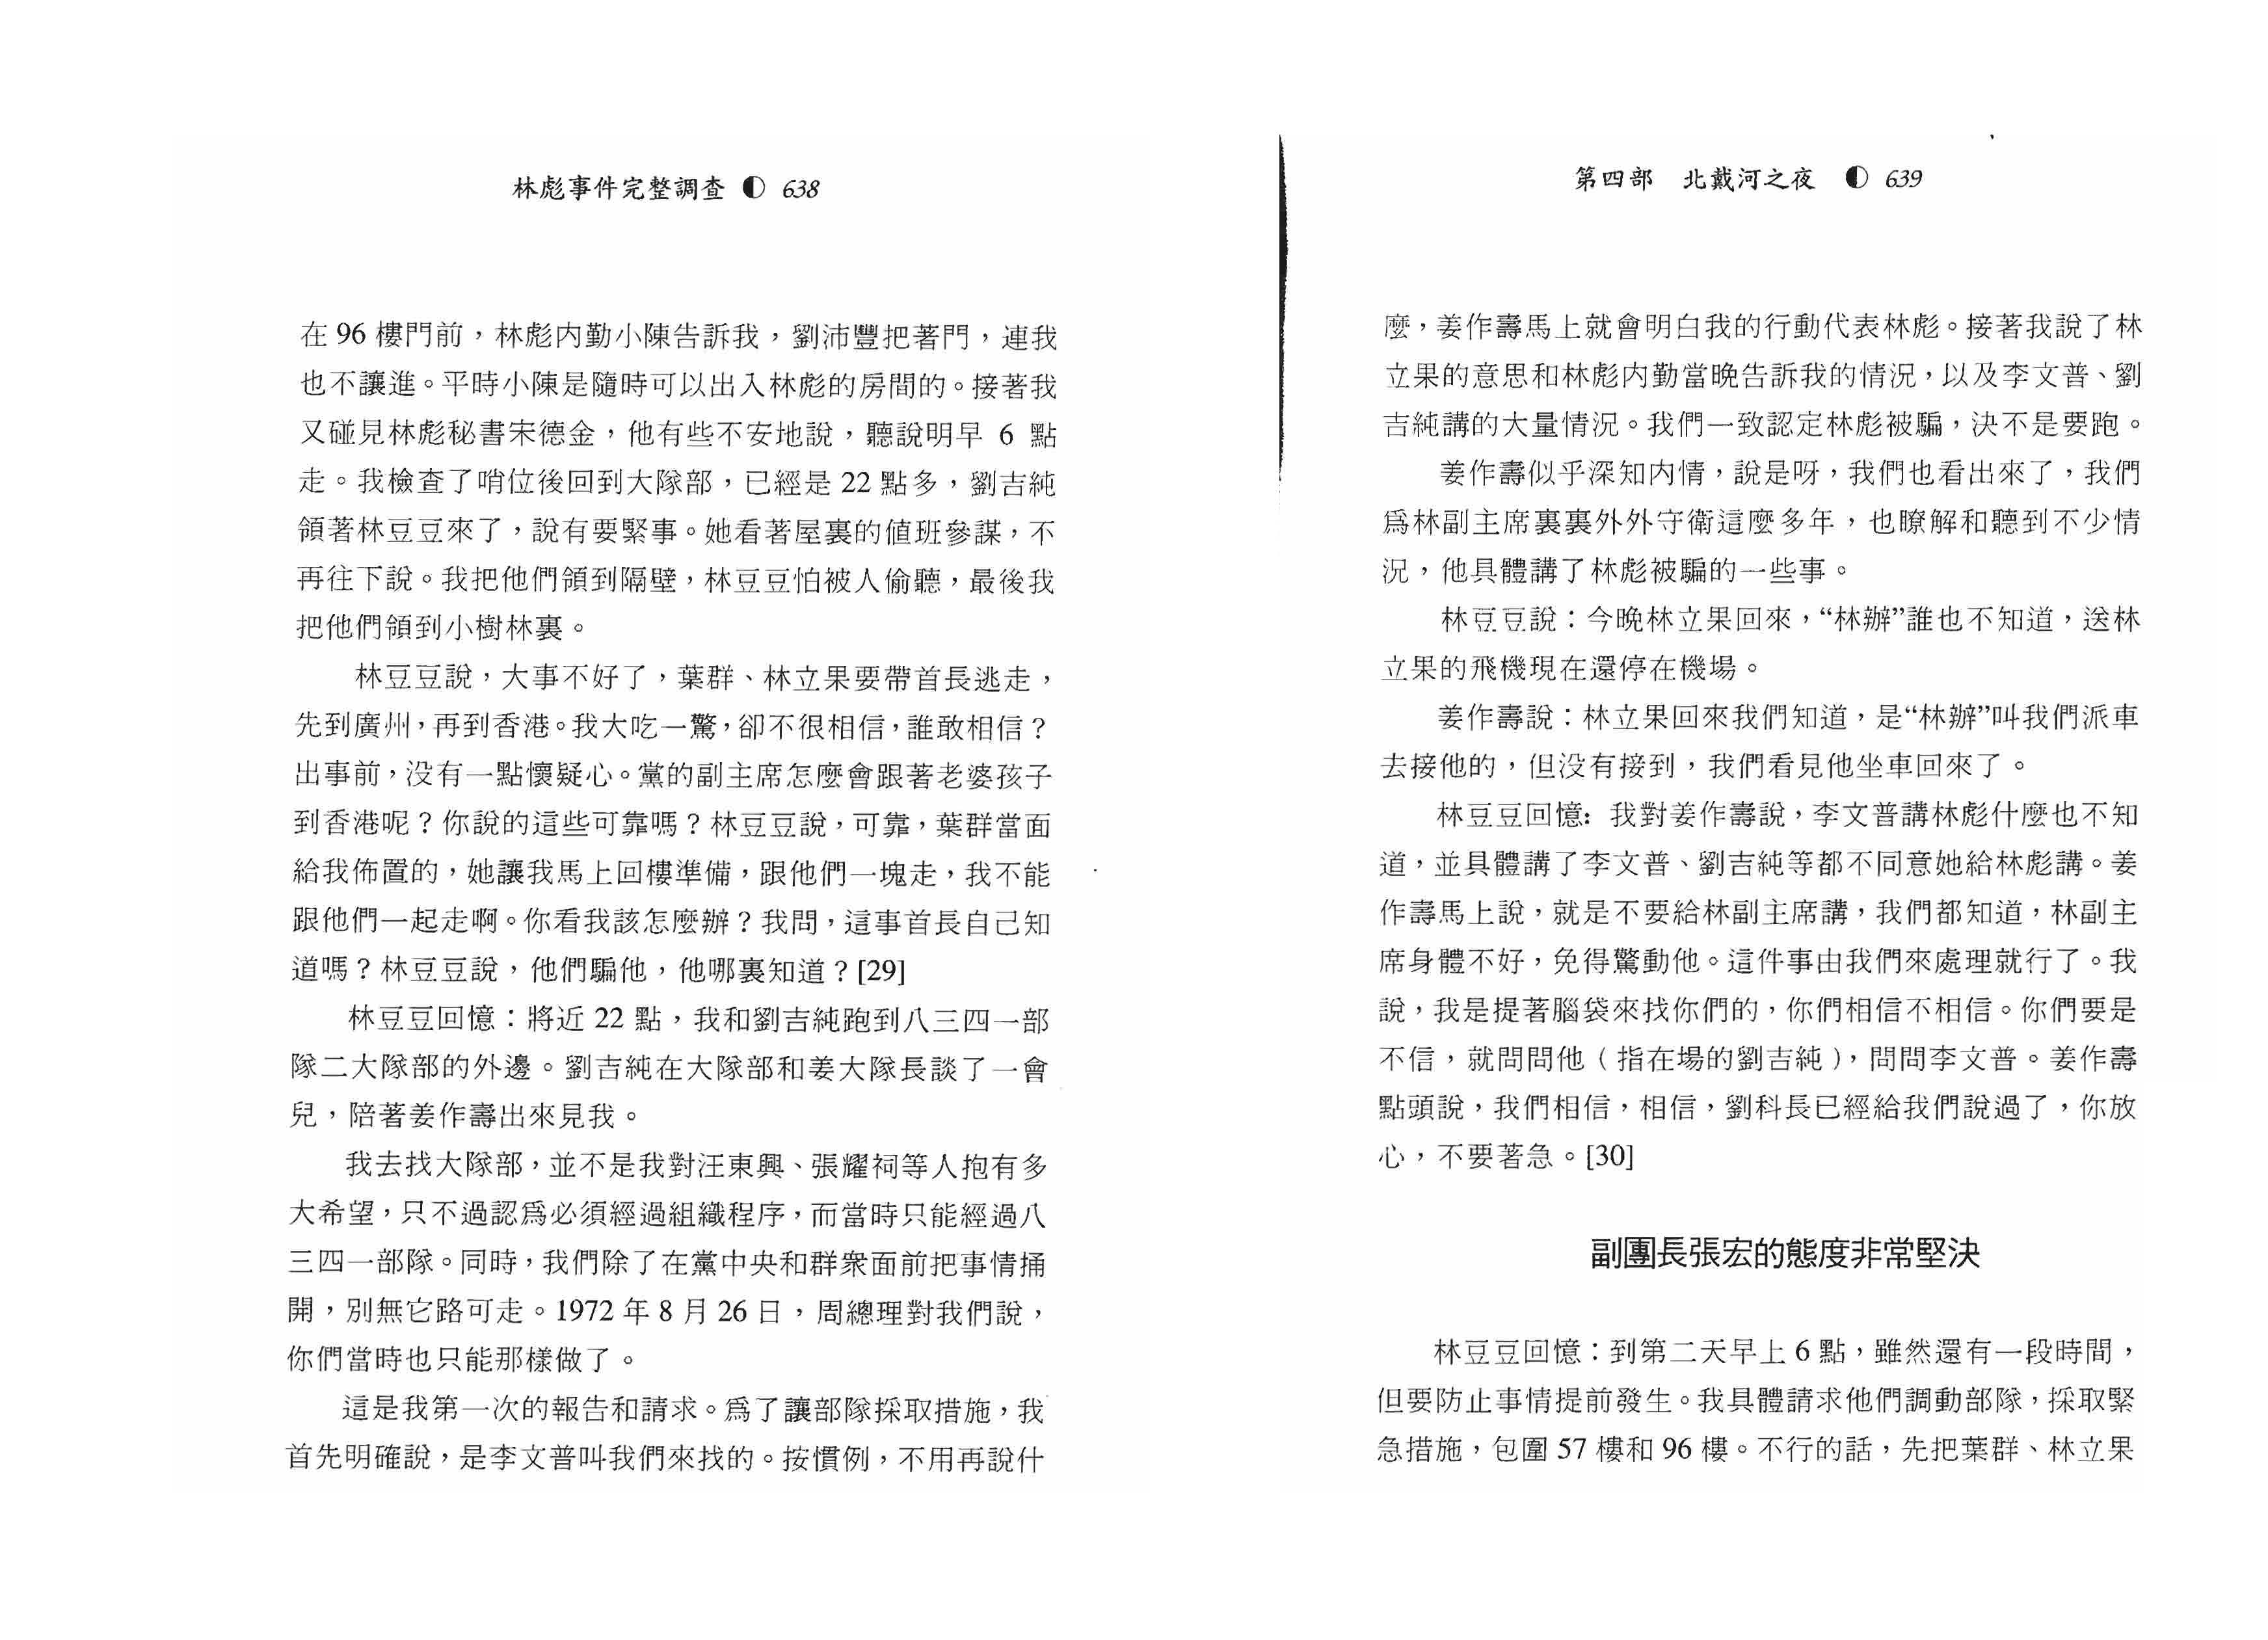 林彪事件完整調查 638
在 96 樓門前，林彪内勤小陳告訴我，劉沛豐把著門，連我
也不讓進。平時小陳是隨時可以出入林彪的房間的。接著我
又碰見林彪秘書宋德金，他有些不安地說，聽說明早 6 點
走。我檢查了哨位後回到大隊部，已經是 22 點多，劉吉純
領著林豆豆來了，說有要緊事。她看著屋裏的值班參謀，不
再往下說。我把他們領到隔壁，林豆豆怕被人偷聽，最後我
把他們領到小樹林裏。
林豆豆說，大事不好了，葉群、林立果要帶首長逃走，
先到廣州，再到香港。我大吃一驚，卻不很相信，誰敢相信？
出事前，没有一點懷疑心。黨的副主席怎麼會跟著老婆孩子
到香港呢？你說的這些可靠嗎？林豆豆說，可靠，葉群當面
給我佈置的，她讓我馬上回樓準備，跟他們一塊走，我不能
跟他們一起走啊。你看我該怎麼辦？我問，這事首長自己知
道嗎？林豆豆說，他們騙他，他哪裏知道？[29]
林豆豆回憶：將近 22 點，我和劉吉純跑到八三四一部
隊二大隊部的外邊。劉吉純在大隊部和姜大隊長談了一會
兒，陪著姜作壽出來見我。
我去找大隊部，並不是我對汪東興、張耀祠等人抱有多
大希望，只不過認爲必須經過組織程序，而當時只能經過八
三四一部隊。同時，我們除了在黨中央和群衆面前把事情捅
開，別無它路可走。1972 年 8 月 26 日，周總理對我們說，
你們當時也只能那樣做了。
這是我第一次的報告和請求。爲了讓部隊採取措施，我
首先明確說，是李文普叫我們來找的。按慣例，不用再說什
第四部 北戴河之夜 639
麼，姜作壽馬上就會明白我的行動代表林彪。接著我說了林
立果的意思和林彪内勤當晚告訴我的情況，以及李文普、劉
吉純講的大量情況。我們一致認定林彪被騙，決不是要跑。
姜作壽似乎深知内情，說是呀，我們也看出來了，我們
爲林副主席裏裏外外守衛這麼多年，也瞭解和聽到不少情
況，他具體講了林彪被騙的一些事。
林豆豆說：今晚林立果回來，“林辦”誰也不知道，送林
立果的飛機現在還停在機場。
姜作壽說：林立果回來我們知道，是“林辦”叫我們派車
去接他的，但没有接到，我們看見他坐車回來了。
林豆豆回憶：我對姜作壽說，李文普講林彪什麼也不知
道，並具體講了李文普、劉吉純等都不同意她給林彪講。姜
作壽馬上說，就是不要給林副主席講，我們都知道，林副主
席身體不好，免得驚動他。這件事由我們來處理就行了。我
說，我是提著腦袋來找你們的，你們相信不相信。你們要是
不信，就問問他（指在場的劉吉純），問問李文普。姜作壽
點頭說，我們相信，相信，劉科長已經給我們說過了，你放
心，不要著急。[30]
副團長張宏的態度非常堅決
林豆豆回憶：到第二天早上 6 點，雖然還有一段時間，
但要防止事情提前發生。我具體請求他們調動部隊，採取緊
急措施，包圍 57 樓和 96 樓。不行的話，先把葉群、林立果